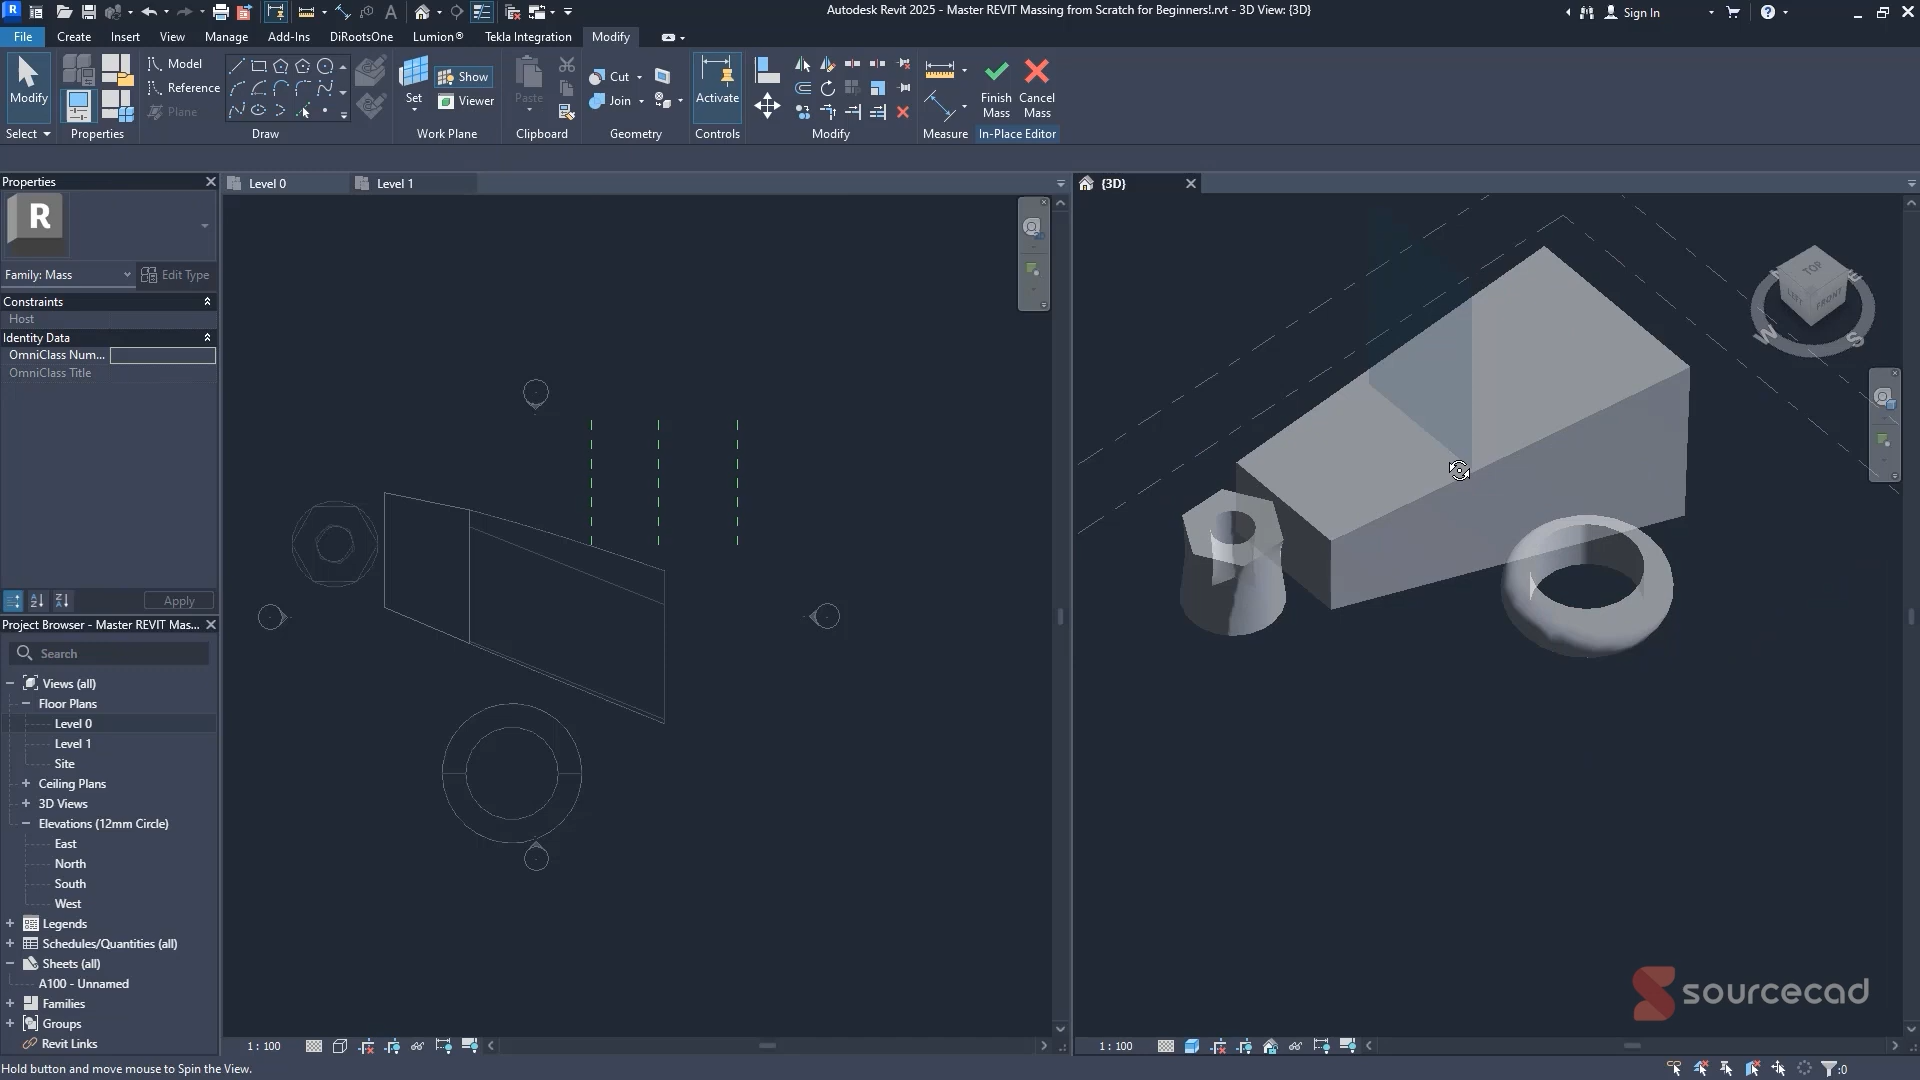 Autodesk Revit 2025 - Master REVIT Massing from Scratch for Beginners!.rvt - 3D View: {3D}
Sign In
File
Create
Insert
View
Manage
Add-Ins
DiRootsOne
Lumion®
Tekla Integration
Modify
Modify
Select
Properties
Model
Reference
Plane
Draw
Set
Show
Viewer
Work Plane
Paste
Clipboard
Cut
Join
Geometry
Activate
Controls
Modify
Measure
Finish
Mass
Cancel
Mass
In-Place Editor
Properties
R
Family: Mass
Edit Type
Constraints
Host
Identity Data
OmniClass Num...
OmniClass Title
Apply
Project Browser - Master REVIT Mas...
Search
Views (all)
Floor Plans
Level 0
Level 1
Site
Ceiling Plans
3D Views
Elevations (12mm Circle)
East
North
South
West
Legends
Schedules/Quantities (all)
Sheets (all)
A100 - Unnamed
Families
Groups
Revit Links
Level 0
Level 1
{3D}
TOP
LEFT
FRONT
W
S
E
sourcecad
1 : 100
1 : 100
Hold button and move mouse to Spin the View.
:0